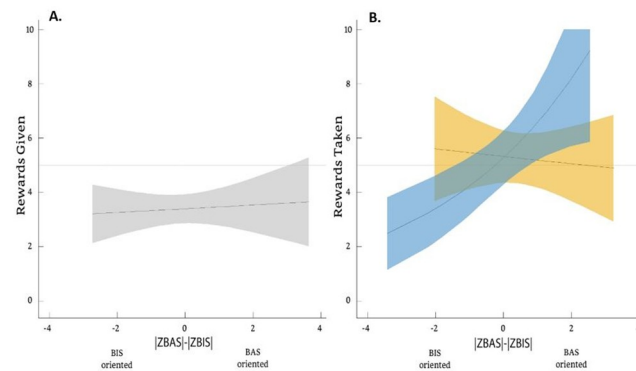 A.
Rewards Given
10
8
6
4
2
0
-4
-2
0
2
4
|ZBAS|-|ZBIS|
BIS
oriented
BAS
oriented
B.
Rewards Taken
10
8
6
4
2
0
-4
-2
0
2
|ZBAS|-|ZBIS|
BIS
oriented
BAS
oriented